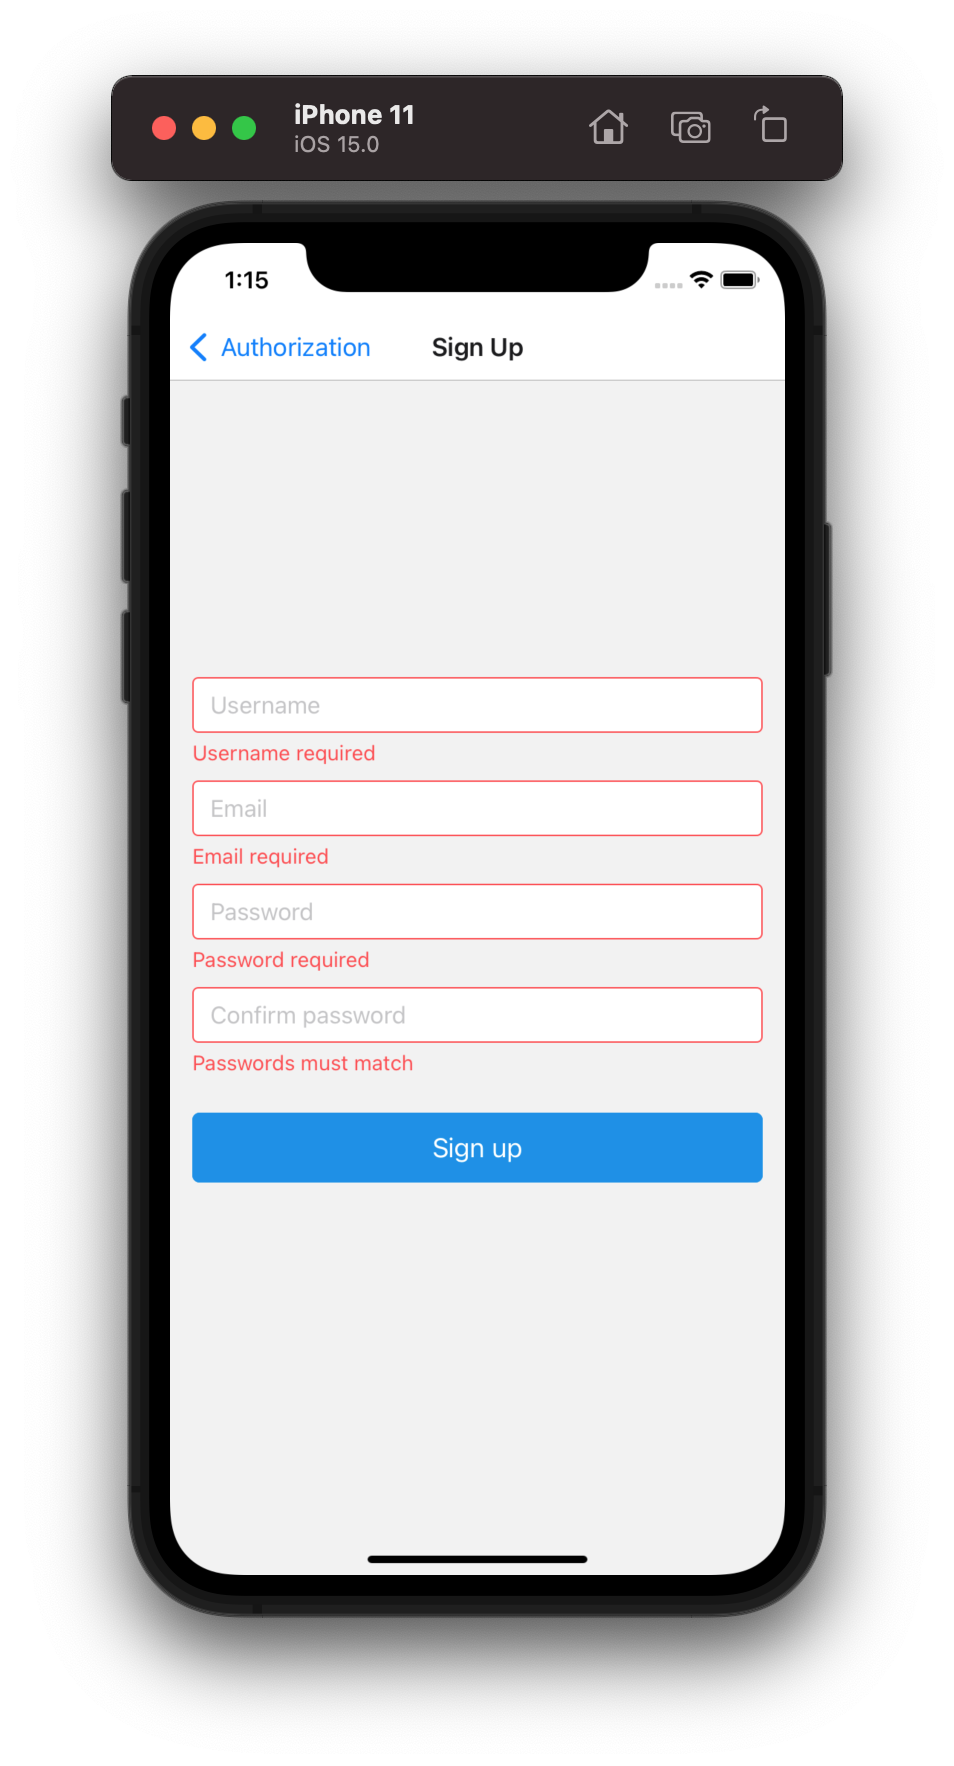 iPhone 11
iOS 15.0
1:15
Authorization
Sign Up
Username
Username required
Email
Email required
Password
Password required
Confirm password
Passwords must match
Sign up